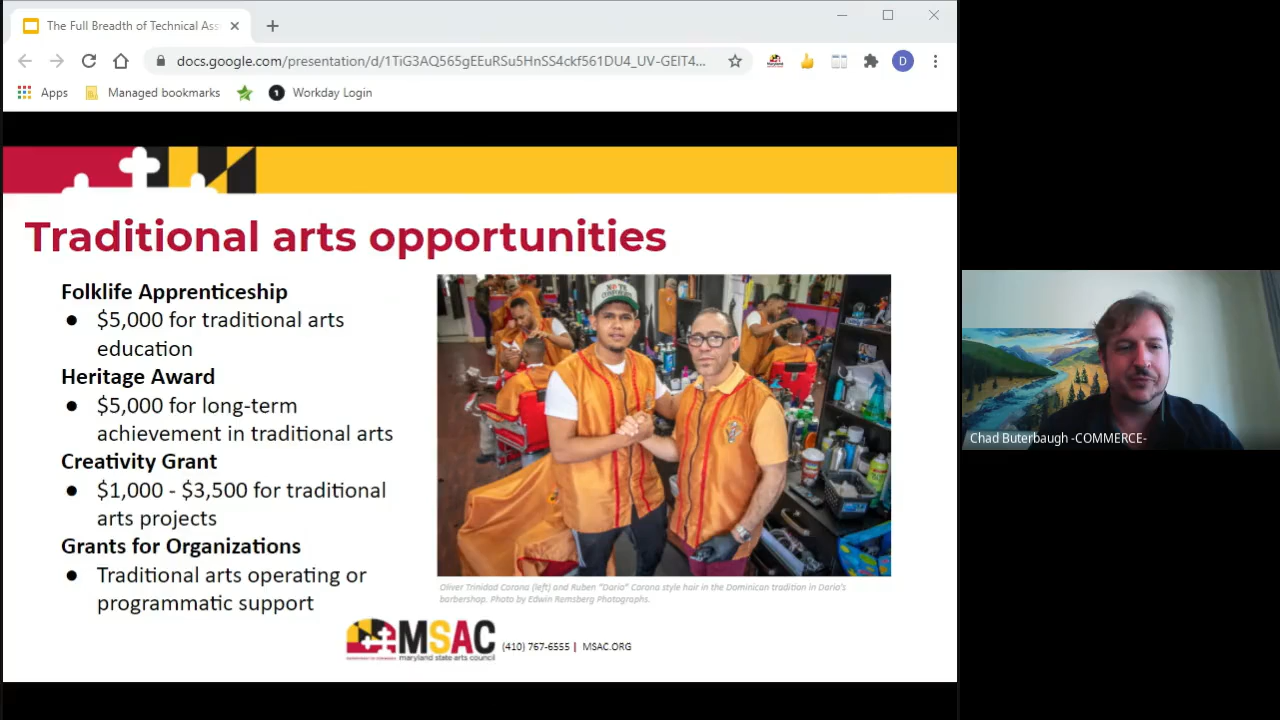 The Full Breadth of Technical Ass
docs.google.com/presentation/d/1TiG3AQ565gEEuRSu5HnSS4ckf561DU4_UV-GEIT4...
D
Apps
Managed bookmarks
1
Workday Login
Traditional arts opportunities
Folklife Apprenticeship
● $5,000 for traditional arts
education
Heritage Award
● $5,000 for long-term
achievement in traditional arts
Creativity Grant
● $1,000 - $3,500 for traditional
arts projects
Grants for Organizations
● Traditional arts operating or
programmatic support
Oliver Trinidad Carona (left) and Ruben "Dario" Carona style hair in the Dominican tradition in Dario's
barbershop. Photo by Edwin Remsberg Photographs.
MSAC
maryland state arts council
(410) 767-6555 | MSAC.ORG
Chad Buterbaugh -COMMERCE-